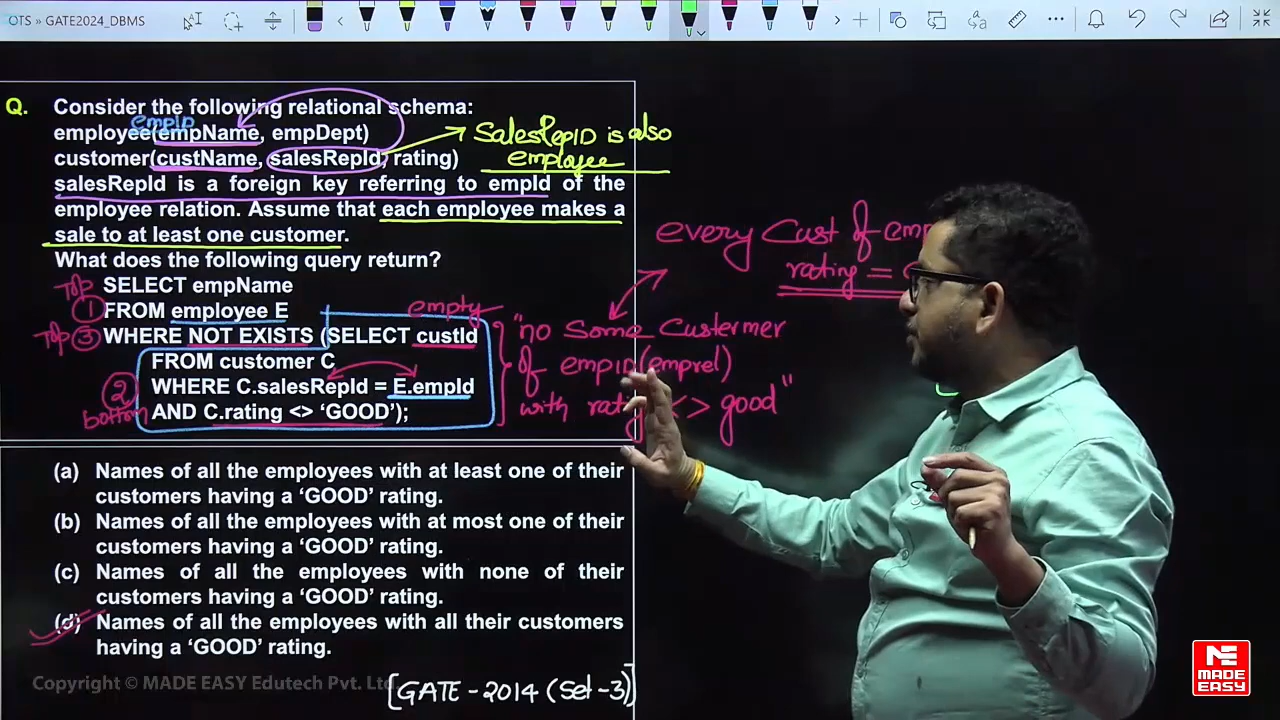 OTS » GATE2024_DBMS
Q. Consider the following relational schema:
empID
employee(empName, empDept)
customer(custName, salesRepId, rating)
SalesRepID is also
employee
salesRepId is a foreign key referring to empId of the
employee relation. Assume that each employee makes a
sale to at least one customer.
What does the following query return?
Top SELECT empName
① FROM employee E
Top ③ WHERE NOT EXISTS (SELECT custId
empty
FROM customer C
② WHERE C.salesRepId = E.empId
bottom AND C.rating <> ‘GOOD’);
every Cust of emp
rating =
"no Some Custermer
of empID(emprel)
with rating <> good"
(a) Names of all the employees with at least one of their
customers having a ‘GOOD’ rating.
(b) Names of all the employees with at most one of their
customers having a ‘GOOD’ rating.
(c) Names of all the employees with none of their
customers having a ‘GOOD’ rating.
(d) Names of all the employees with all their customers
having a ‘GOOD’ rating.
Copyright © MADE EASY Edutech Pvt. Ltd
[GATE - 2014 (Set -3)]
ME
MADE
EASY